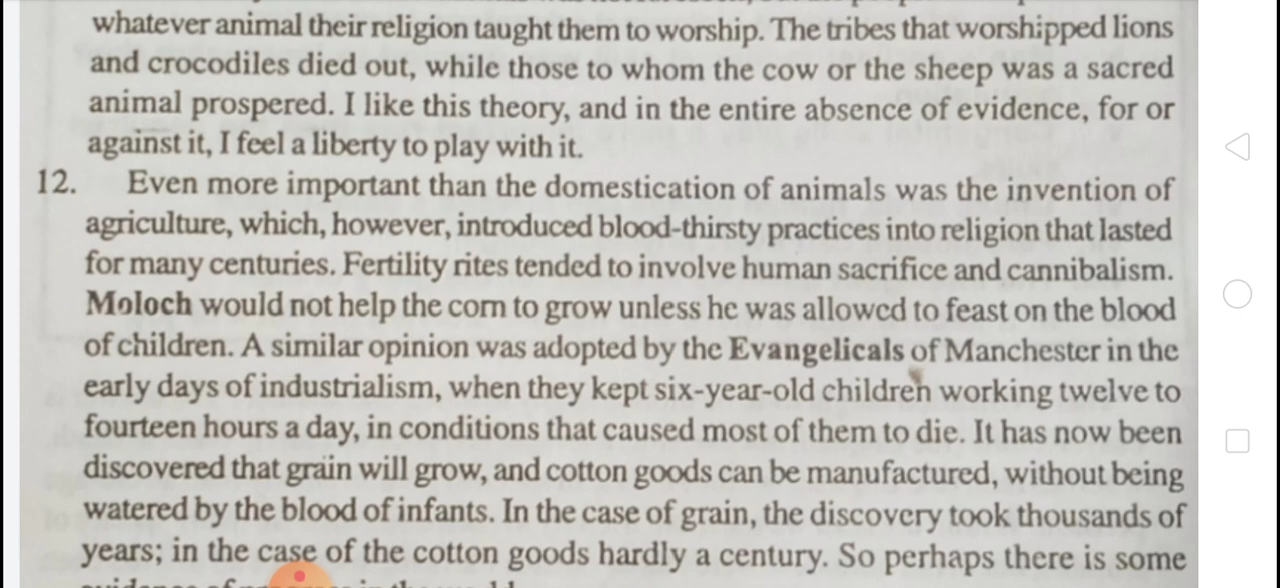 whatever animal their religion taught them to worship. The tribes that worshipped lions
and crocodiles died out, while those to whom the cow or the sheep was a sacred
animal prospered. I like this theory, and in the entire absence of evidence, for or
against it, I feel a liberty to play with it.
12. Even more important than the domestication of animals was the invention of
agriculture, which, however, introduced blood-thirsty practices into religion that lasted
for many centuries. Fertility rites tended to involve human sacrifice and cannibalism.
Moloch would not help the corn to grow unless he was allowed to feast on the blood
of children. A similar opinion was adopted by the Evangelicals of Manchester in the
early days of industrialism, when they kept six-year-old children working twelve to
fourteen hours a day, in conditions that caused most of them to die. It has now been
discovered that grain will grow, and cotton goods can be manufactured, without being
watered by the blood of infants. In the case of grain, the discovery took thousands of
years; in the case of the cotton goods hardly a century. So perhaps there is some